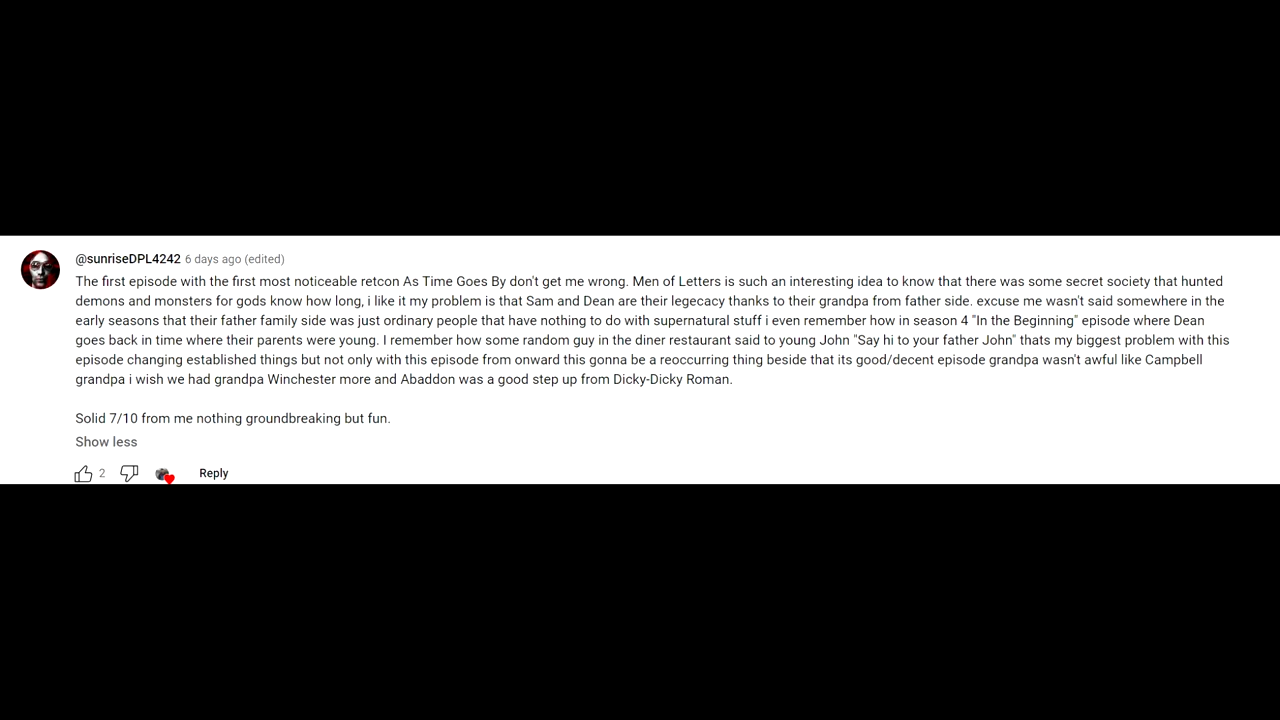 @sunriseDPL4242 6 days ago (edited)
The first episode with the first most noticeable retcon As Time Goes By don't get me wrong. Men of Letters is such an interesting idea to know that there was some secret society that hunted
demons and monsters for gods know how long, i like it my problem is that Sam and Dean are their legecacy thanks to their grandpa from father side. excuse me wasn't said somewhere in the
early seasons that their father family side was just ordinary people that have nothing to do with supernatural stuff i even remember how in season 4 "In the Beginning" episode where Dean
goes back in time where their parents were young. I remember how some random guy in the diner restaurant said to young John "Say hi to your father John" thats my biggest problem with this
episode changing established things but not only with this episode from onward this gonna be a reoccurring thing beside that its good/decent episode grandpa wasn't awful like Campbell
grandpa i wish we had grandpa Winchester more and Abaddon was a good step up from Dicky-Dicky Roman.
Solid 7/10 from me nothing groundbreaking but fun.
Show less
2 Reply